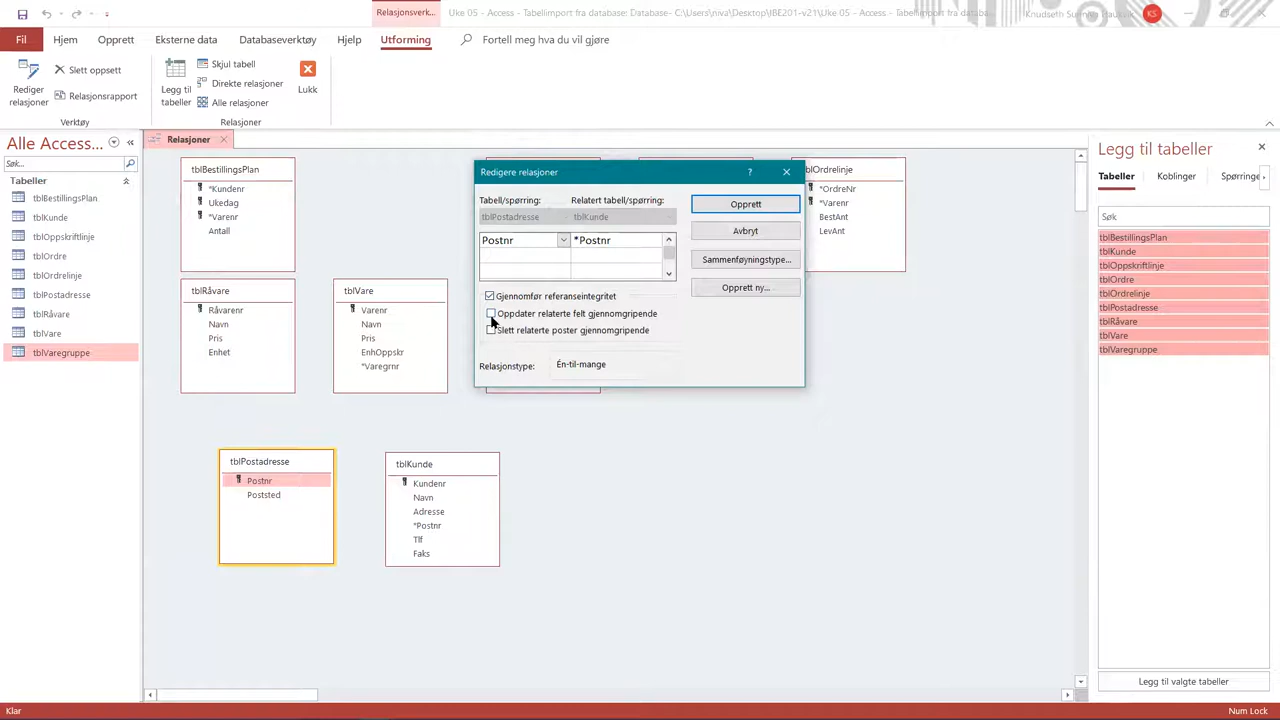 Relasjonsverk...
Uke 05 - Access - Tabellimport fra database: Database- C:\Users\niva\Desktop\IBE201-v21\Uke 05 - Access - Tabellimport fra databa...
KS
Fil
Hjem
Opprett
Eksterne data
Databaseverktøy
Hjelp
Utforming
Fortell meg hva du vil gjøre
Rediger relasjoner
Slett oppsett
Relasjonsrapport
Verktøy
Legg til tabeller
Skjul tabell
Direkte relasjoner
Alle relasjoner
Lukk
Relasjoner
Alle Access...
Søk...
Tabeller
tblBestillingsPlan
tblKunde
tblOppskriftlinje
tblOrdre
tblOrdrelinje
tblPostadresse
tblRåvare
tblVare
tblVaregruppe
Relasjoner
tblBestillingsPlan
*Kundenr
Ukedag
*Varenr
Antall
tblRåvare
Råvarenr
Navn
Pris
Enhet
tblVare
Varenr
Navn
Pris
EnhOppskr
*Varegrnr
Redigere relasjoner
?
Tabell/spørring:
Relatert tabell/spørring:
tblPostadresse
tblKunde
Postnr
*Postnr
Gjennomfør referanseintegritet
Oppdater relaterte felt gjennomgripende
Slett relaterte poster gjennomgripende
Relasjonstype:
Én-til-mange
Opprett
Avbryt
Sammenføyningstype...
Opprett ny...
Ordrelinje
*OrdreNr
*Varenr
BestAnt
LevAnt
tblPostadresse
Postnr
Poststed
tblKunde
Kundenr
Navn
Adresse
*Postnr
Tlf
Faks
Legg til tabeller
Tabeller
Koblinger
Spørringe
Søk
tblBestillingsPlan
tblKunde
tblOppskriftlinje
tblOrdre
tblOrdrelinje
tblPostadresse
tblRåvare
tblVare
tblVaregruppe
Legg til valgte tabeller
Klar
Num Lock